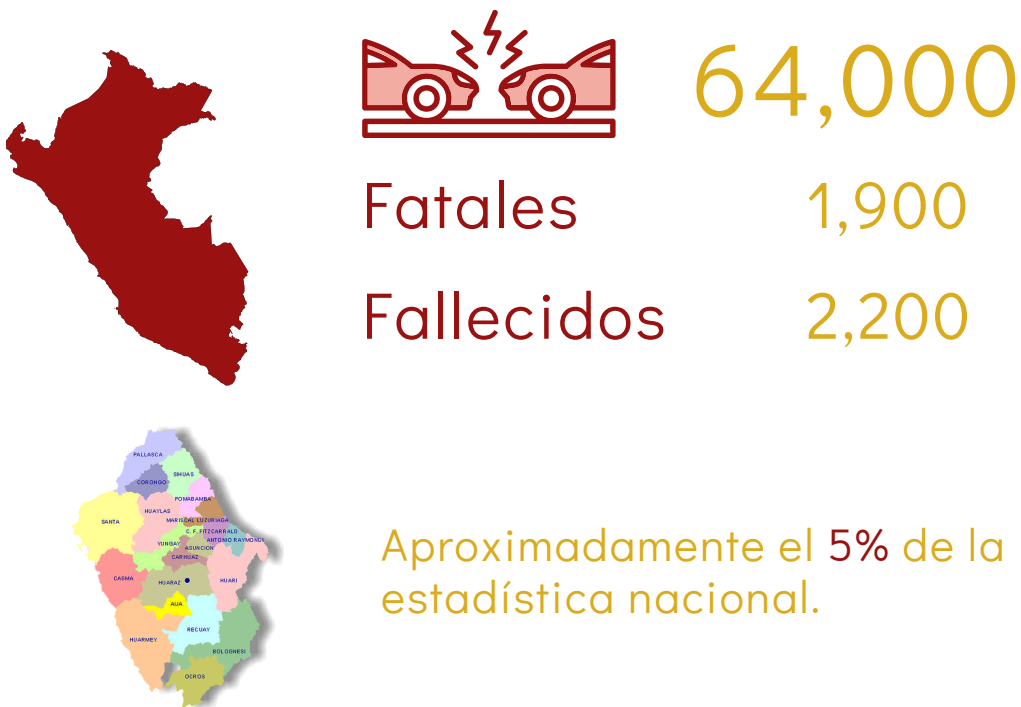 64,000
Fatales 1,900
Fallecidos 2,200
PALLASCA
SIHUAS
CORONGO
POMABAMBA
HUAYLAS
MARISCAL LUZURIAGA
SANTA
C. F. FITZCARRALD
ANTONIO RAYMONDI
YUNGAY
ASUNCION
CARHUAZ
CASMA
HUARAZ
HUARI
AIJA
RECUAY
HUARMEY
BOLOGNESI
OCROS
Aproximadamente el 5% de la
estadística nacional.